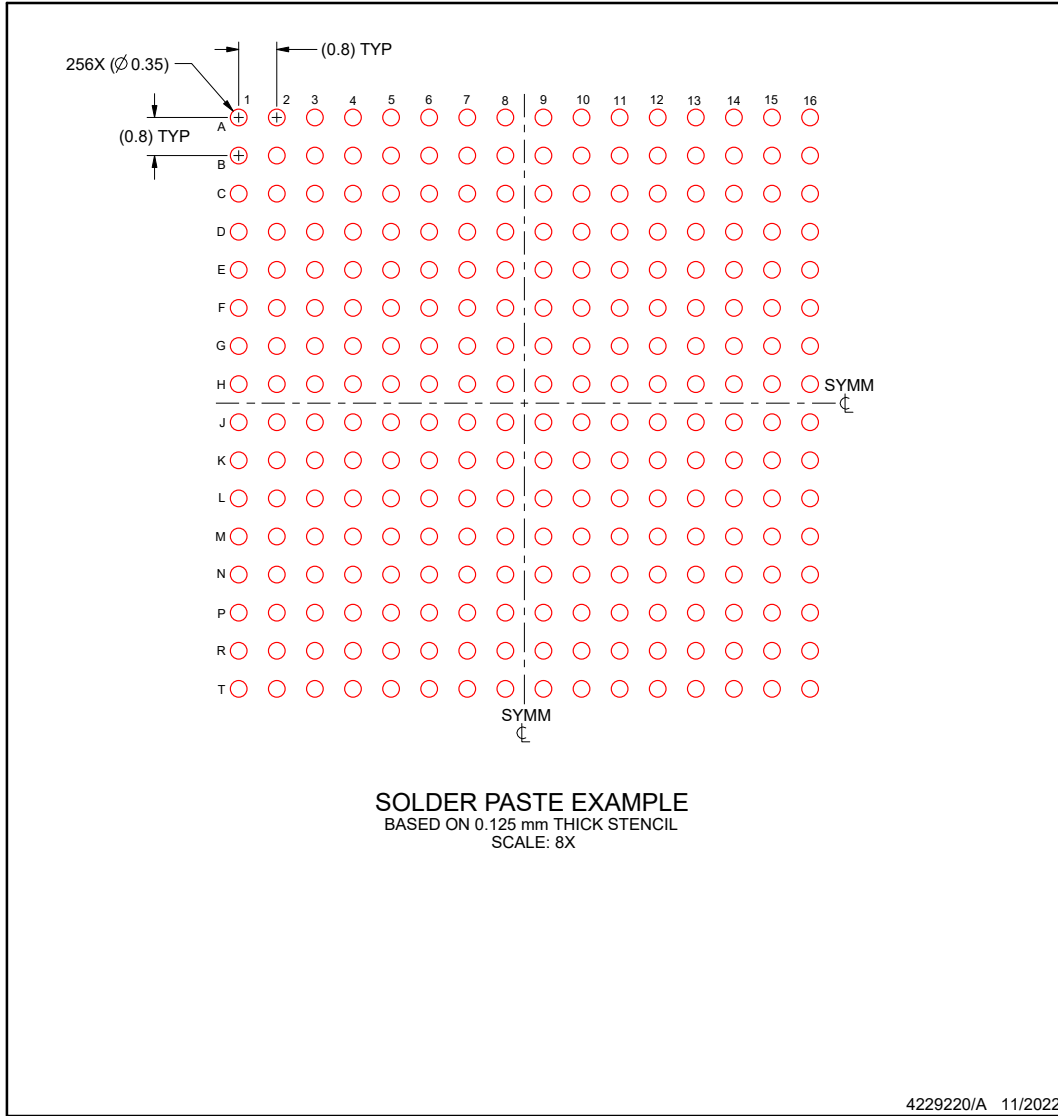 (0.8) TYP
256X (∅ 0.35)
1 2 3 4 5 6 7 8 9 10 11 12 13 14 15 16
A
(0.8) TYP
B
C
D
E
F
G
H
SYMM
℄
J
K
L
M
N
P
R
T
SYMM
℄
SOLDER PASTE EXAMPLE
BASED ON 0.125 mm THICK STENCIL
SCALE: 8X
4229220/A 11/2022